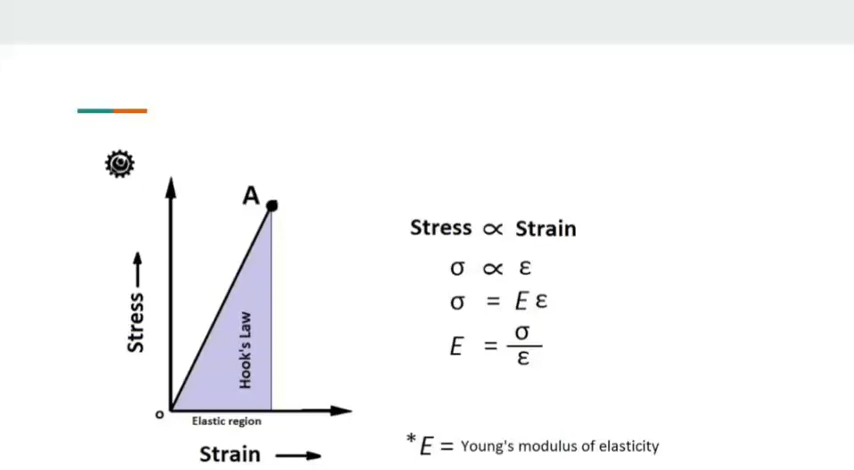 A
Stress
Hook's Law
o
Elastic region
Strain
Stress ∝ Strain
σ ∝ ε
σ = E ε
E = σ/ε
*E = Young's modulus of elasticity